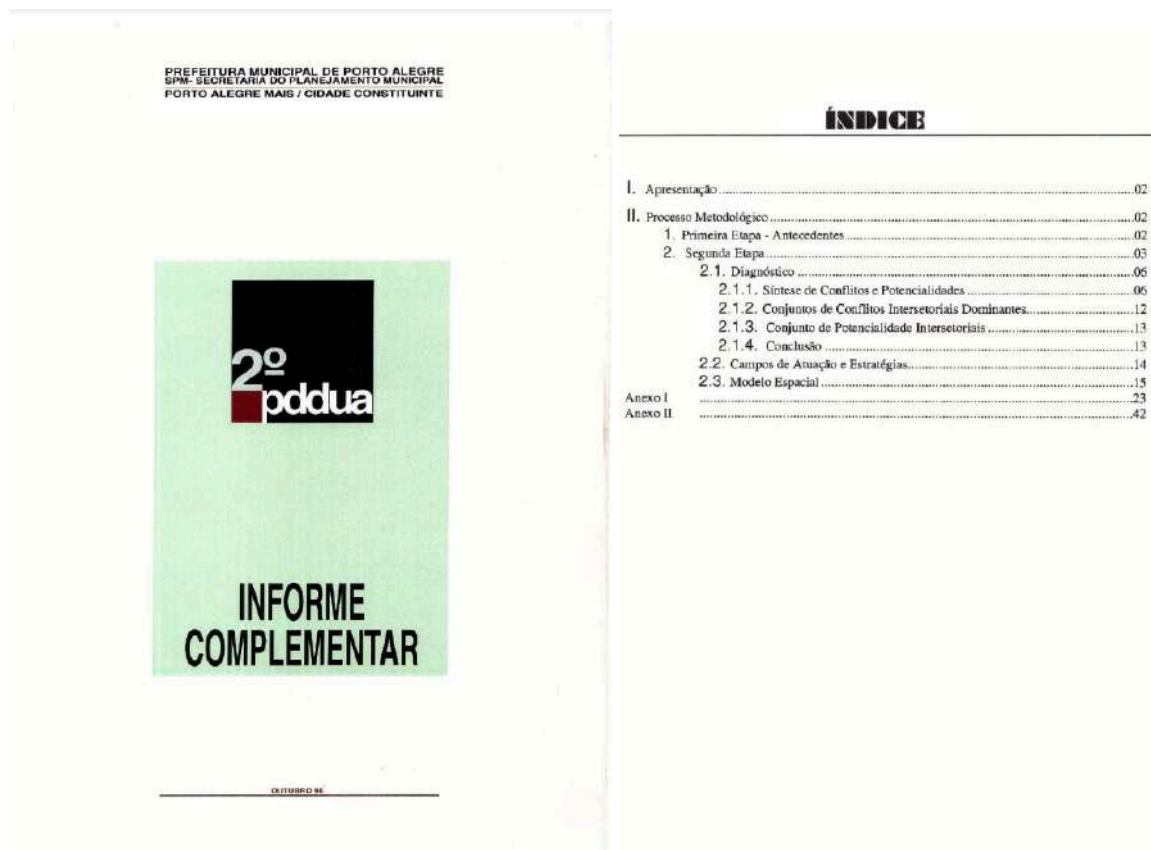 PREFEITURA MUNICIPAL DE PORTO ALEGRE
SPM- SECRETARIA DO PLANEJAMENTO MUNICIPAL
PORTO ALEGRE MAIS / CIDADE CONSTITUINTE
2º
pddua
INFORME
COMPLEMENTAR
OUTUBRO 96
ÍNDICE
I. Apresentação ........ 02
II. Processo Metodológico ........ 02
1. Primeira Etapa - Antecedentes ........ 02
2. Segunda Etapa ........ 03
2.1. Diagnóstico ........ 06
2.1.1. Síntese de Conflitos e Potencialidades ........ 06
2.1.2. Conjuntos de Conflitos Intersetoriais Dominantes ........ 12
2.1.3. Conjunto de Potencialidade Intersetoriais ........ 13
2.1.4. Conclusão ........ 13
2.2. Campos de Atuação e Estratégias ........ 14
2.3. Modelo Espacial ........ 15
Anexo I ........ 23
Anexo II ........ 42